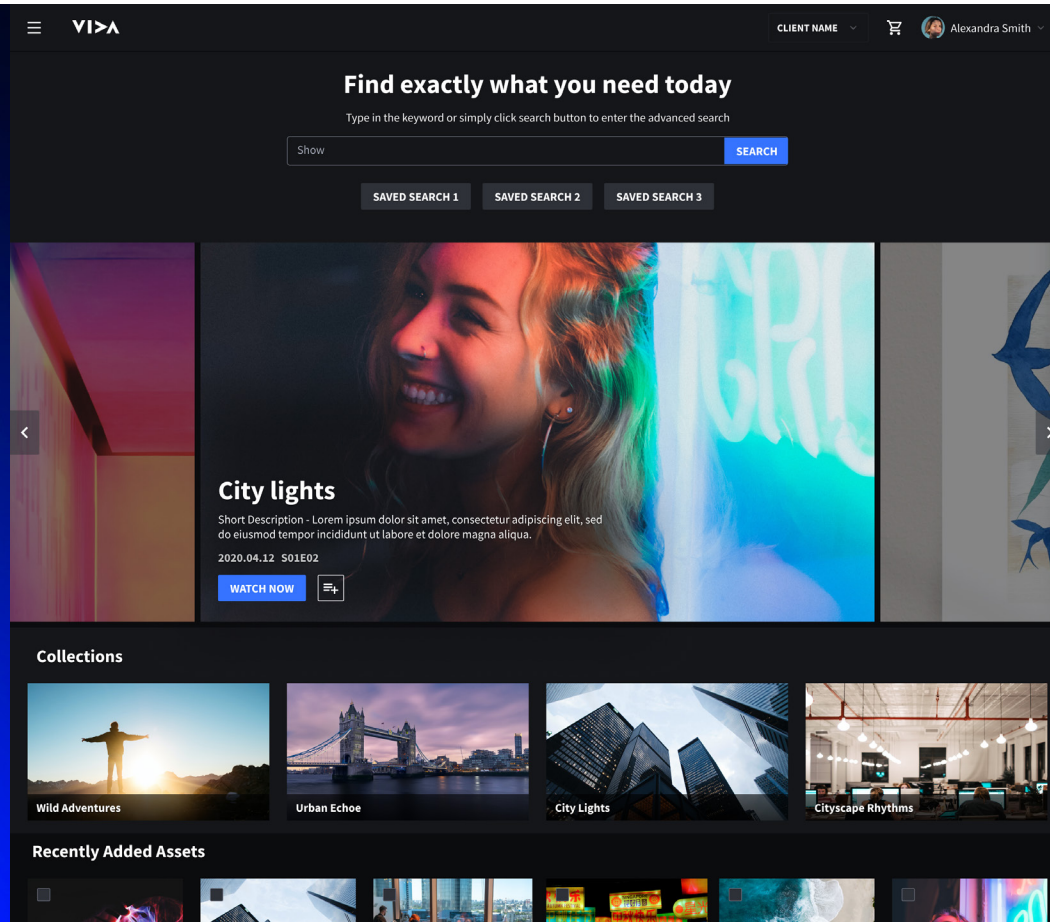 VIDA
CLIENT NAME
Alexandra Smith
Find exactly what you need today
Type in the keyword or simply click search button to enter the advanced search
Show
SEARCH
SAVED SEARCH 1
SAVED SEARCH 2
SAVED SEARCH 3
City lights
Short Description - Lorem ipsum dolor sit amet, consectetur adipiscing elit, sed
do eiusmod tempor incididunt ut labore et dolore magna aliqua.
2020.04.12 S01E02
WATCH NOW
Collections
Wild Adventures
Urban Echoe
City Lights
Cityscape Rhythms
Recently Added Assets